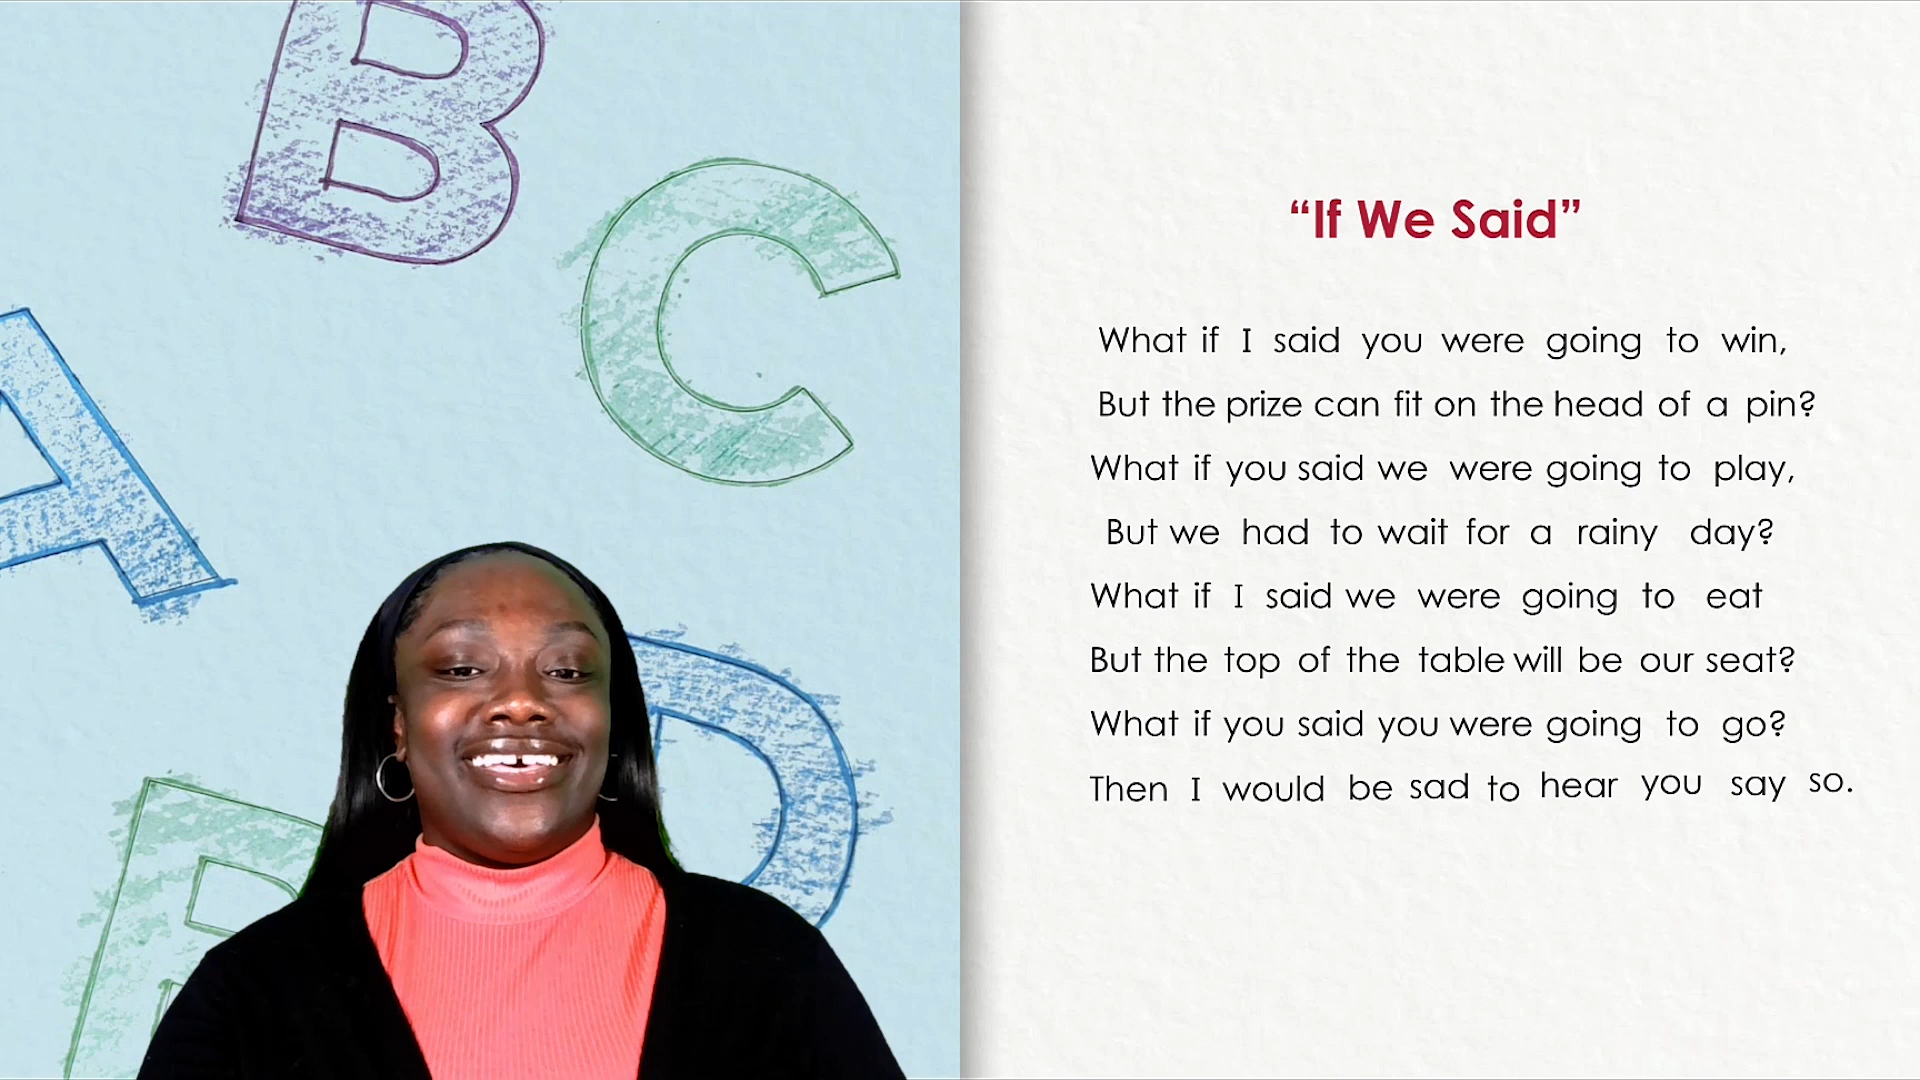 B
C
A
D
E
“If We Said”
What if I said you were going to win,
But the prize can fit on the head of a pin?
What if you said we were going to play,
But we had to wait for a rainy day?
What if I said we were going to eat
But the top of the table will be our seat?
What if you said you were going to go?
Then I would be sad to hear you say so.